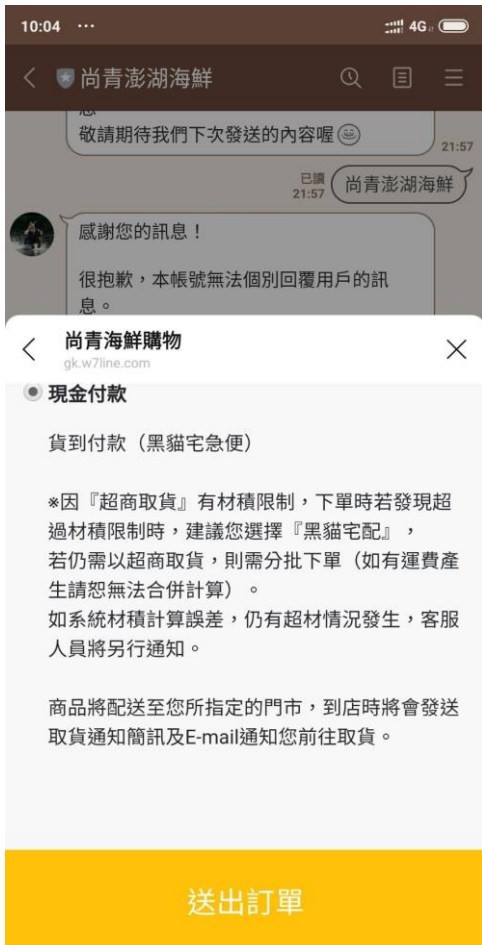 10:04 ...
4G
尚青澎湖海鮮
敬請期待我們下次發送的內容喔
21:57
已讀
21:57
尚青澎湖海鮮
感謝您的訊息！
很抱歉，本帳號無法個別回覆用戶的訊
息。
尚青海鮮購物
gk.w7line.com
現金付款
貨到付款（黑貓宅急便）
※因『超商取貨』有材積限制，下單時若發現超
過材積限制時，建議您選擇『黑貓宅配』，
若仍需以超商取貨，則需分批下單（如有運費產
生請恕無法合併計算）。
如系統材積計算誤差，仍有超材情況發生，客服
人員將另行通知。
商品將配送至您所指定的門市，到店時將會發送
取貨通知簡訊及E-mail通知您前往取貨。
送出訂單